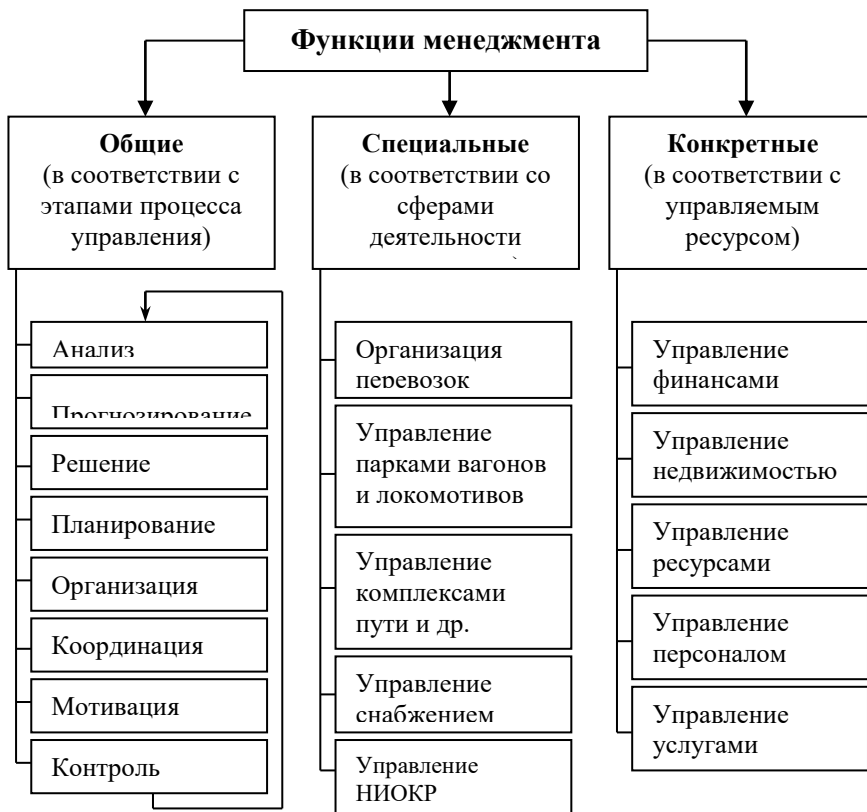 Функции менеджмента
Общие
(в соответствии с
этапами процесса
управления)
Специальные
(в соответствии со
сферами
деятельности
Конкретные
(в соответствии с
управляемым
ресурсом)
Анализ
Прогнозирование
Решение
Планирование
Организация
Координация
Мотивация
Контроль
Организация
перевозок
Управление
парками вагонов
и локомотивов
Управление
комплексами
пути и др.
Управление
снабжением
Управление
НИОКР
Управление
финансами
Управление
недвижимостью
Управление
ресурсами
Управление
персоналом
Управление
услугами